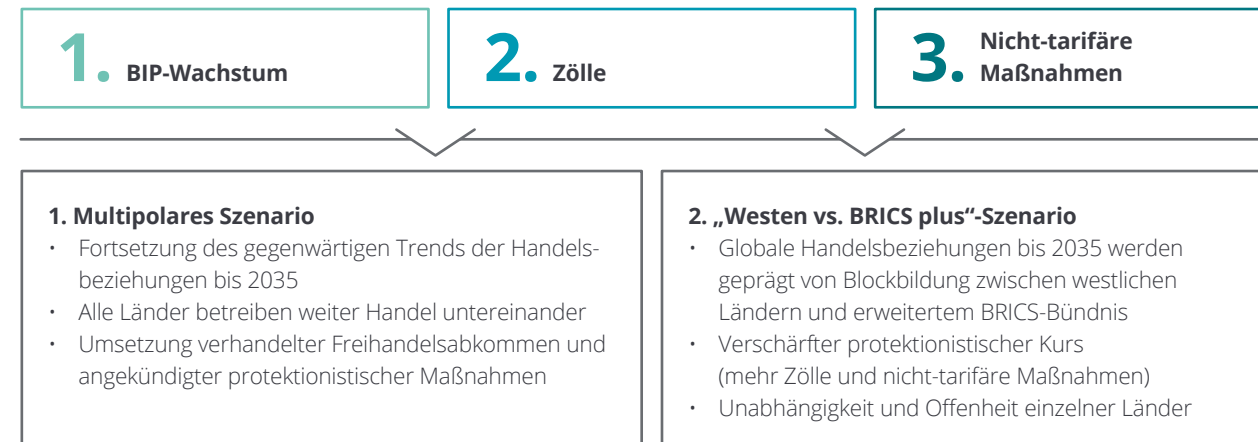 1. BIP-Wachstum
2. Zölle
3. Nicht-tarifäre
Maßnahmen
1. Multipolares Szenario
• Fortsetzung des gegenwärtigen Trends der Handels-
beziehungen bis 2035
• Alle Länder betreiben weiter Handel untereinander
• Umsetzung verhandelter Freihandelsabkommen und
angekündigter protektionistischer Maßnahmen
2. „Westen vs. BRICS plus“-Szenario
• Globale Handelsbeziehungen bis 2035 werden
geprägt von Blockbildung zwischen westlichen
Ländern und erweitertem BRICS-Bündnis
• Verschärfter protektionistischer Kurs
(mehr Zölle und nicht-tarifäre Maßnahmen)
• Unabhängigkeit und Offenheit einzelner Länder